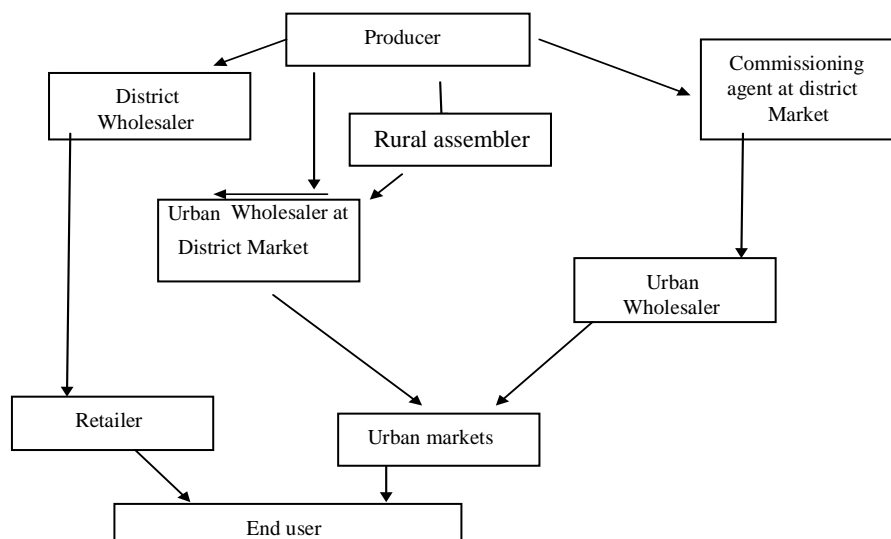 Producer
Commissioning
agent at district
Market
District
Wholesaler
Rural assembler
Urban Wholesaler at
District Market
Urban
Wholesaler
Retailer
Urban markets
End user